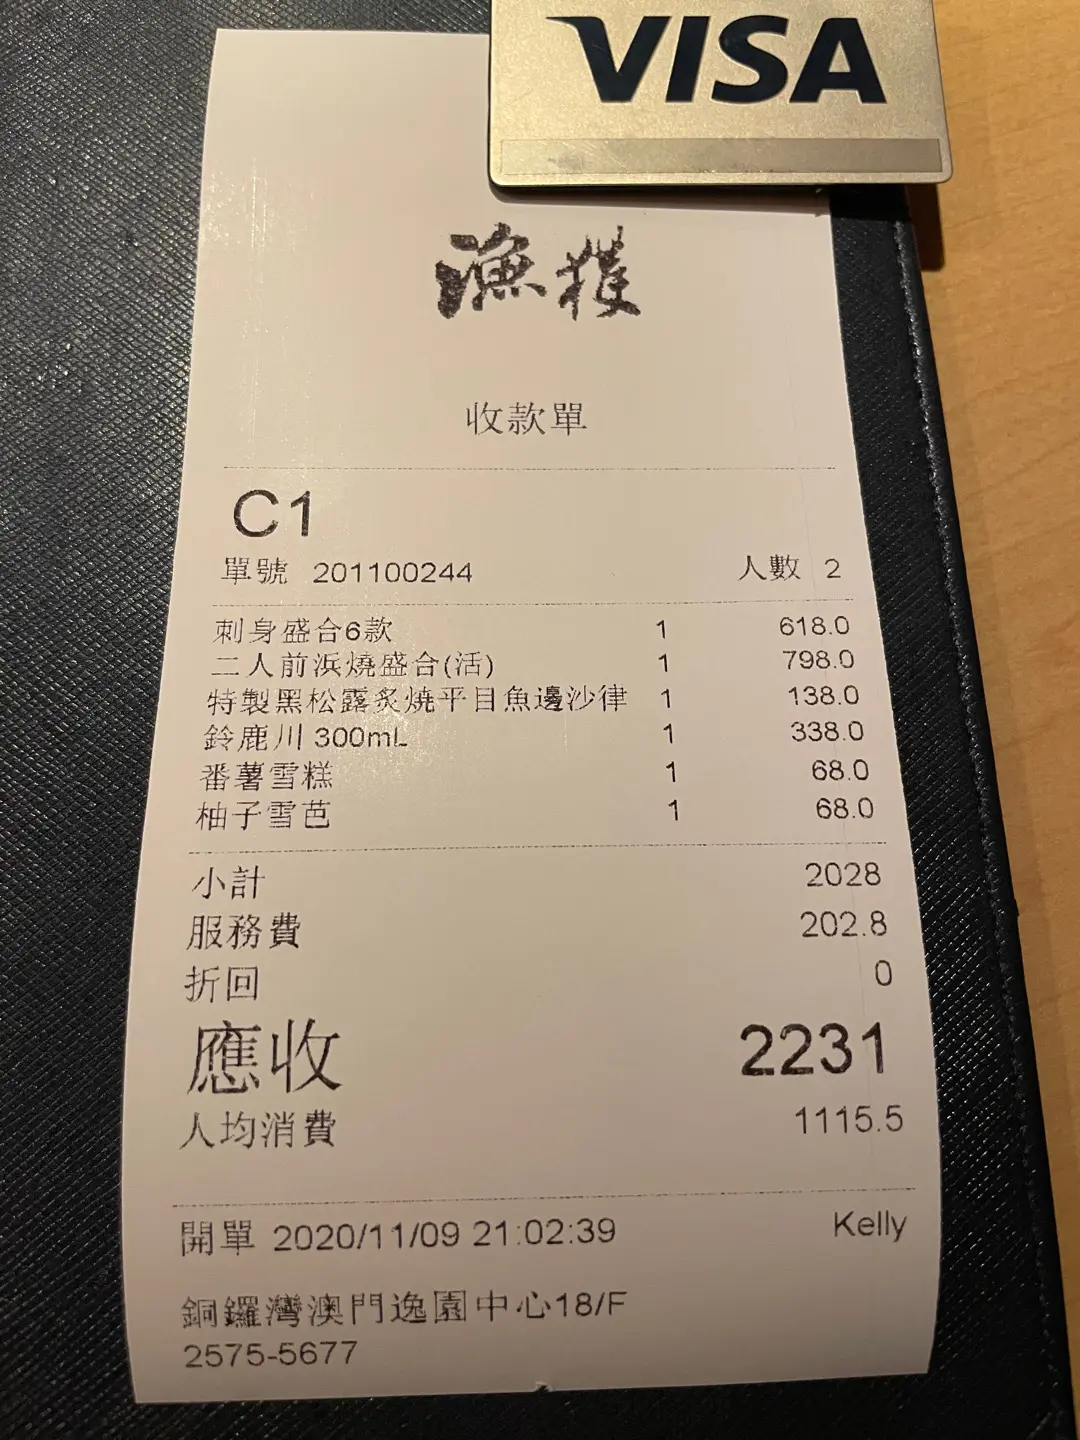 VISA
漁獲
收款單
C1
單號 201100244 人數 2
刺身盛合6款 1 618.0
二人前浜燒盛合(活) 1 798.0
特製黑松露炙燒平目魚邊沙律 1 138.0
鈴鹿川 300mL 1 338.0
番薯雪糕 1 68.0
柚子雪芭 1 68.0
小計 2028
服務費 202.8
折回 0
應收 2231
人均消費 1115.5
開單 2020/11/09 21:02:39 Kelly
銅鑼灣澳門逸園中心18/F
2575-5677